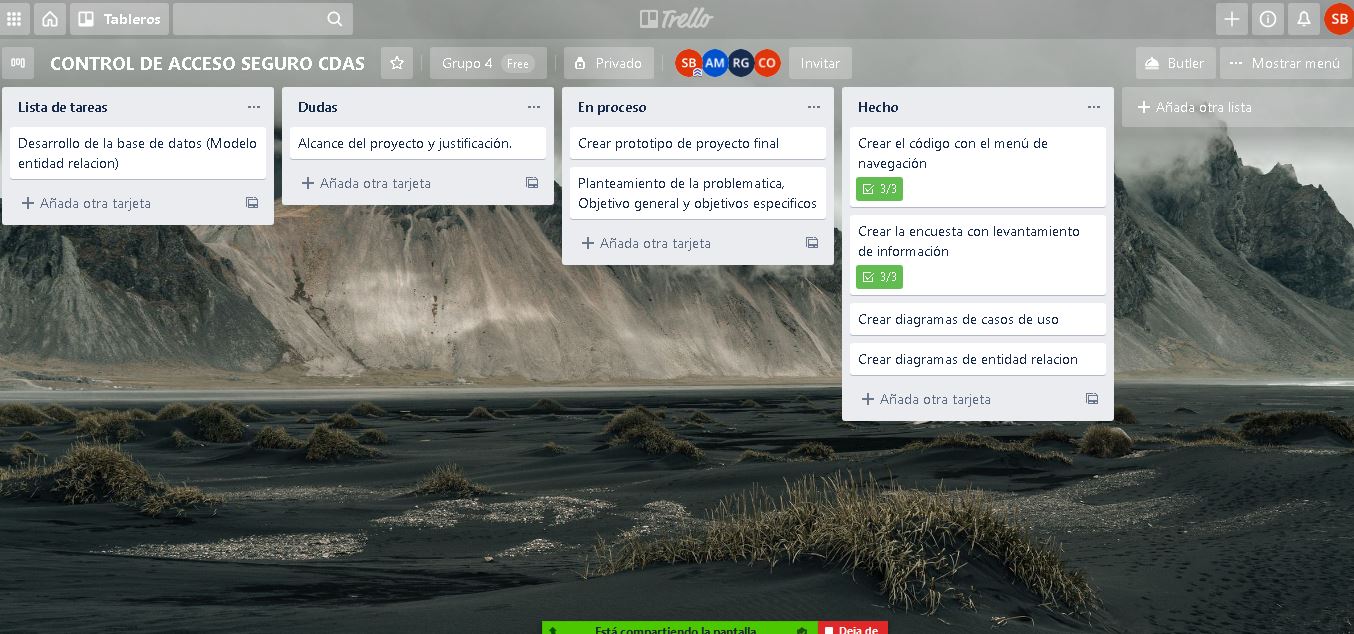 Tableros
Trello
SB
CONTROL DE ACCESO SEGURO CDAS
Grupo 4 Free
Privado
SB AM RG CO
Invitar
Butler
Mostrar menú
Lista de tareas
Desarrollo de la base de datos (Modelo
entidad relacion)
Añada otra tarjeta
Dudas
Alcance del proyecto y justificación.
Añada otra tarjeta
En proceso
Crear prototipo de proyecto final
Planteamiento de la problematica,
Objetivo general y objetivos especificos
Añada otra tarjeta
Hecho
Crear el código con el menú de
navegación
3/3
Crear la encuesta con levantamiento
de información
3/3
Crear diagramas de casos de uso
Crear diagramas de entidad relacion
Añada otra tarjeta
Añada otra lista
Está compartiendo la pantalla
Deja de